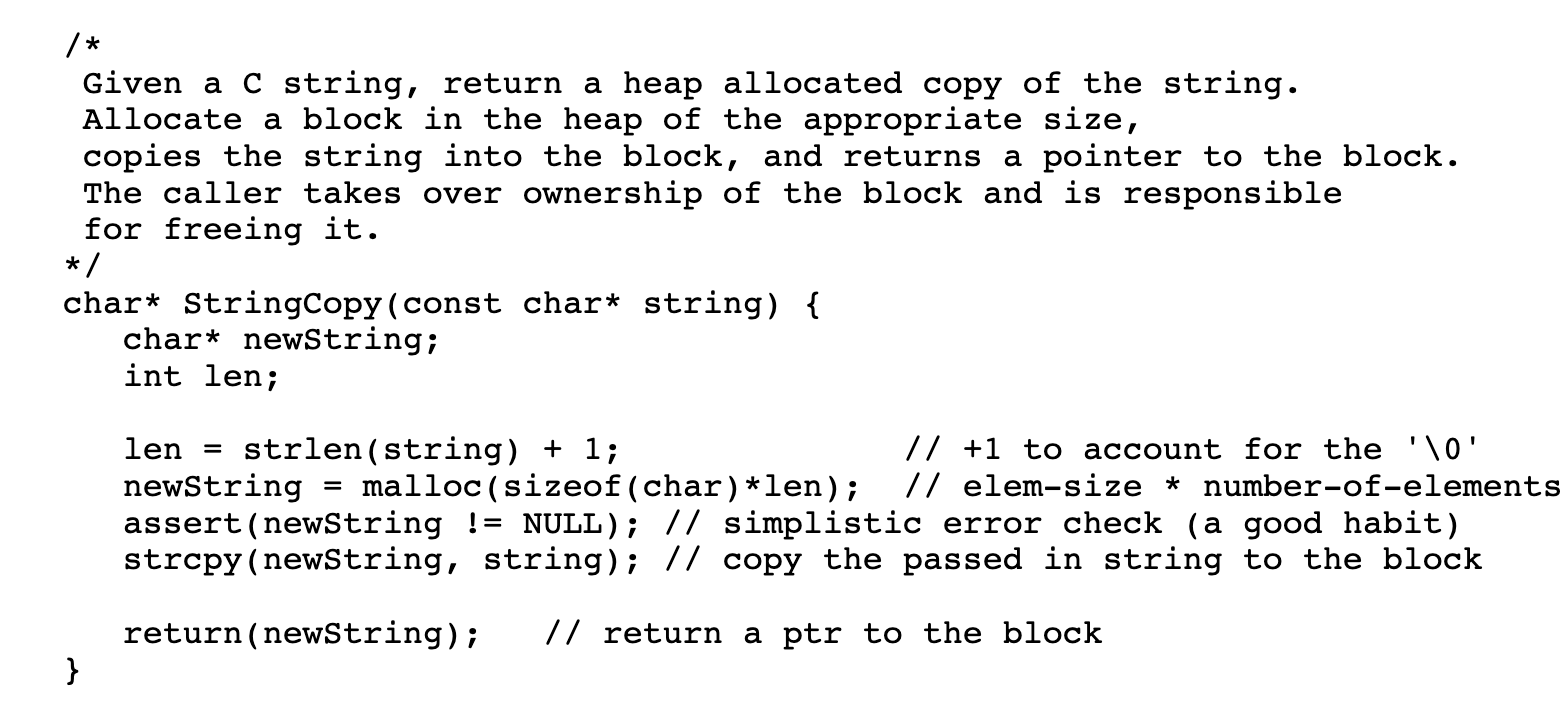 /*
 Given a C string, return a heap allocated copy of the string.
 Allocate a block in the heap of the appropriate size,
 copies the string into the block, and returns a pointer to the block.
 The caller takes over ownership of the block and is responsible
 for freeing it.
*/
char* StringCopy(const char* string) {
   char* newString;
   int len;

   len = strlen(string) + 1;              // +1 to account for the '\0'
   newString = malloc(sizeof(char)*len);  // elem-size * number-of-elements
   assert(newString != NULL); // simplistic error check (a good habit)
   strcpy(newString, string); // copy the passed in string to the block

   return(newString);   // return a ptr to the block
}